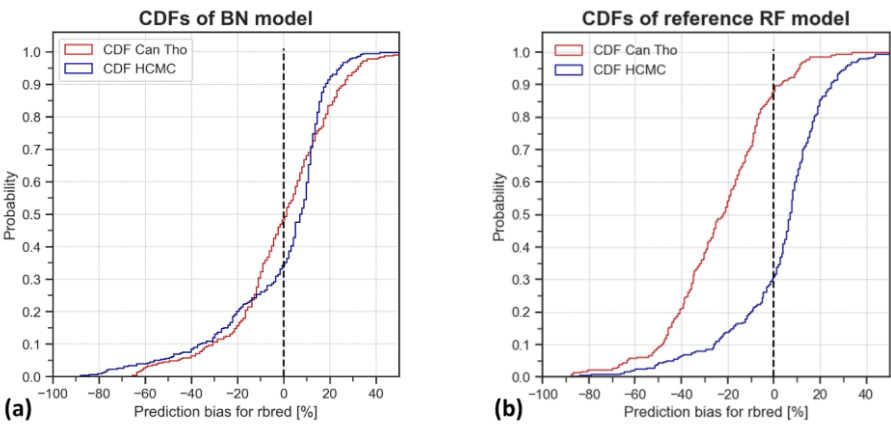 CDFs of BN model
CDF Can Tho
CDF HCMC
1.0
0.9
0.8
0.7
0.6
0.5
0.4
0.3
0.2
0.1
0.0
Probability
−100 −80 −60 −40 −20 0 20 40
Prediction bias for rbred [%]
(a)
CDFs of reference RF model
CDF Can Tho
CDF HCMC
1.0
0.9
0.8
0.7
0.6
0.5
0.4
0.3
0.2
0.1
0.0
Probability
−100 −80 −60 −40 −20 0 20 40
Prediction bias for rbred [%]
(b)